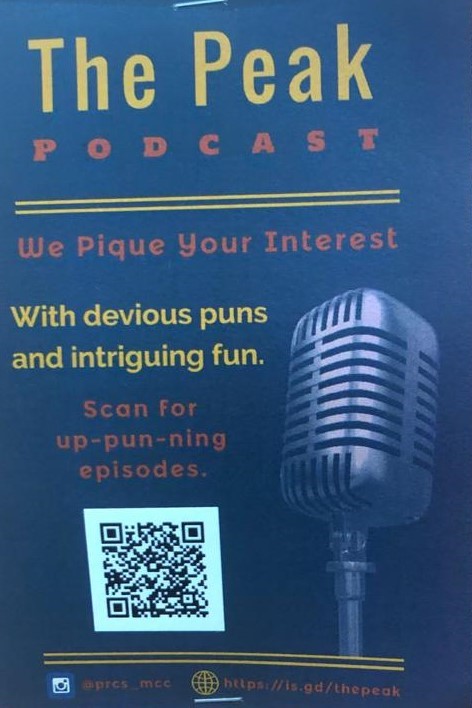 The Peak
PODCAST
We Pique Your Interest
With devious puns
and intriguing fun.
Scan for
up-pun-ning
episodes.
@prcs_mcc https://is.gd/thepeak